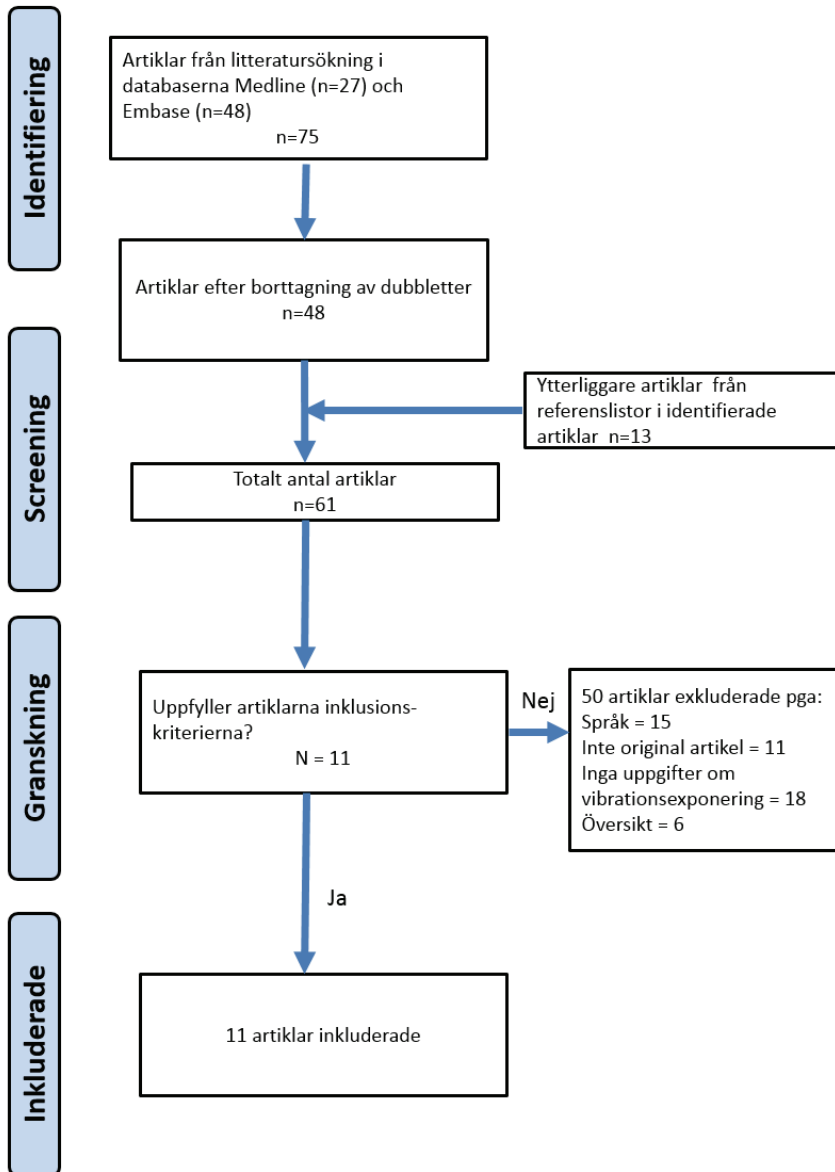 Identifiering
Artiklar från litteratursökning i
databaserna Medline (n=27) och
Embase (n=48)
n=75
Artiklar efter borttagning av dubbletter
n=48
Screening
Ytterliggare artiklar från
referenslistor i identifierade
artiklar n=13
Totalt antal artiklar
n=61
Granskning
Uppfyller artiklarna inklusions-
kriterierna?
N = 11
Nej
50 artiklar exkluderade pga:
Språk = 15
Inte original artikel = 11
Inga uppgifter om
vibrationsexponering = 18
Översikt = 6
Ja
Inkluderade
11 artiklar inkluderade